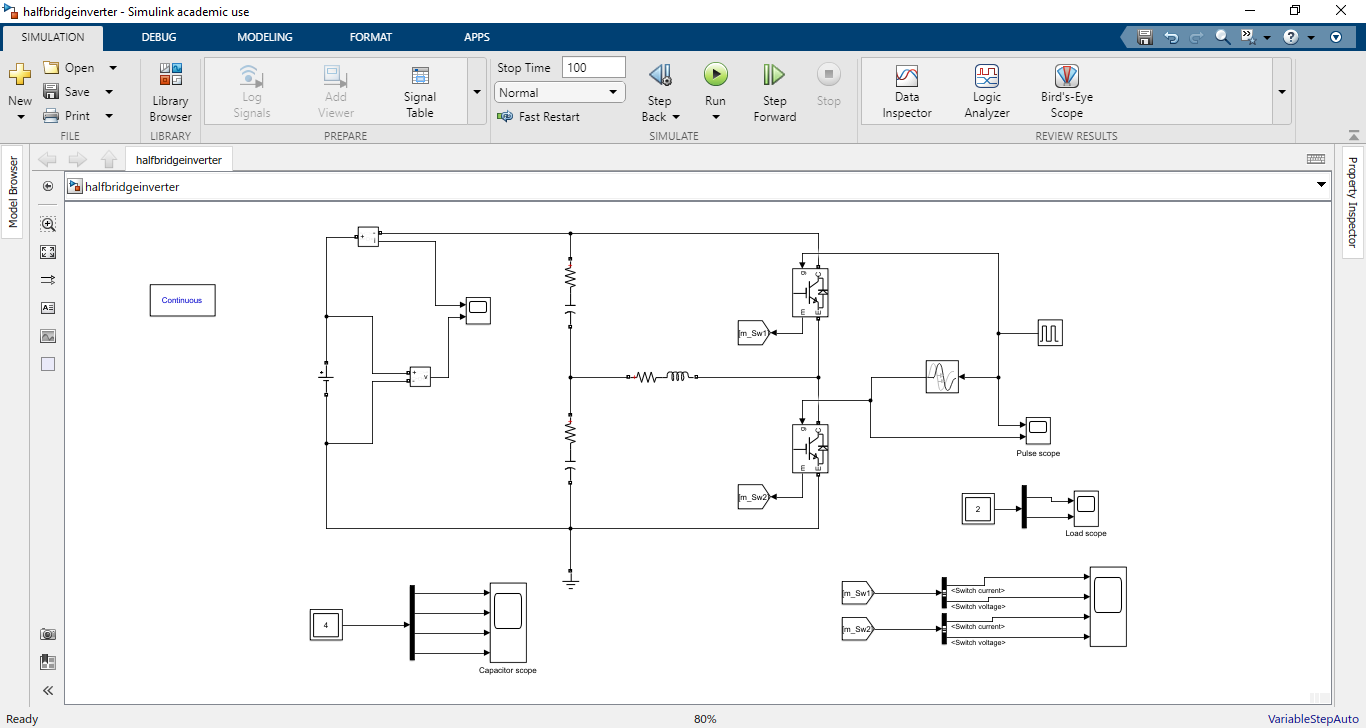 halfbridgeinverter - Simulink academic use
SIMULATION DEBUG MODELING FORMAT APPS
New
Open
Save
Print
FILE
Library
Browser
LIBRARY
Log
Signals
Add
Viewer
Signal
Table
PREPARE
Stop Time 100
Normal
Fast Restart
Step
Back
Run
Step
Forward
Stop
SIMULATE
Data
Inspector
Logic
Analyzer
Bird's-Eye
Scope
REVIEW RESULTS
Model Browser
halfbridgeinverter
halfbridgeinverter
Property Inspector
Continuous
+ - i
+ - v
g C
m E
[m_Sw1]
g C
m E
[m_Sw2]
Pulse scope
2
Load scope
4
Capacitor scope
[m_Sw1]
<Switch current>
<Switch voltage>
[m_Sw2]
<Switch current>
<Switch voltage>
Ready 80% VariableStepAuto